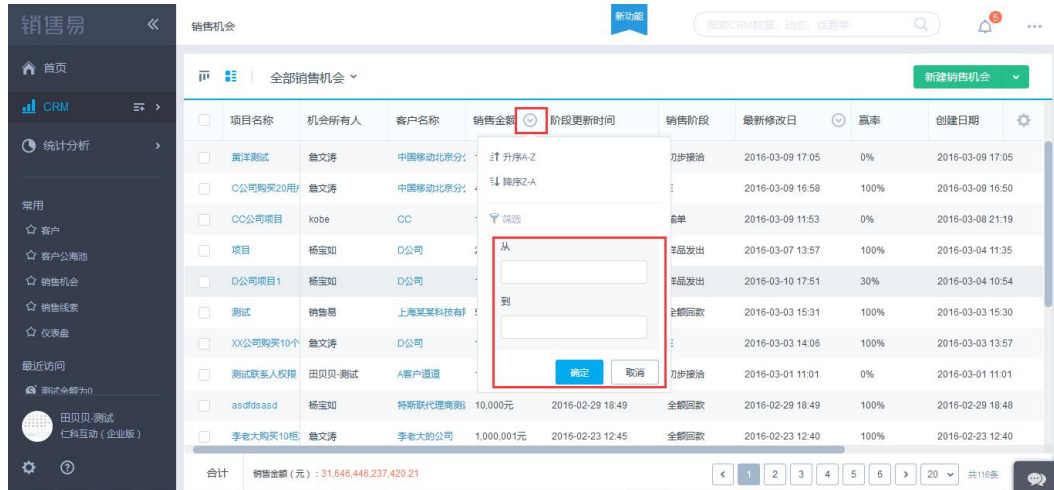 销售易
销售机会
新功能
搜索CRM数据、动态、话题等
5
首页
CRM
统计分析
常用
客户
客户公海池
销售机会
销售线索
仪表盘
最近访问
测试金额为0
田贝贝-测试
仁科互动（企业版）
全部销售机会
新建销售机会
项目名称 机会所有人 客户名称 销售金额 阶段更新时间 销售阶段 最新修改日 赢率 创建日期
黄洋测试 詹文涛 中国移动北京分 初步接洽 2016-03-09 17:05 0% 2016-03-09 17:05
C公司购买20用 詹文涛 中国移动北京分 2016-03-09 16:58 100% 2016-03-09 16:50
CC公司项目 kobe CC 输单 2016-03-09 11:53 0% 2016-03-08 21:19
项目 杨宝如 D公司 样品发出 2016-03-07 13:57 100% 2016-03-04 11:35
D公司项目1 杨宝如 D公司 样品发出 2016-03-10 17:51 30% 2016-03-04 10:54
测试 销售易 上海某某科技有 全额回款 2016-03-03 15:31 100% 2016-03-03 15:30
XX公司购买10个 詹文涛 D公司 2016-03-03 14:06 100% 2016-03-03 13:57
测试联系人权限 田贝贝-测试 A客户道道 初步接洽 2016-03-01 11:01 0% 2016-03-01 11:01
asdfdsasd 杨宝如 特斯联代理商测 10,000元 2016-02-29 18:49 全额回款 2016-02-29 18:49 100% 2016-02-29 18:48
李老大购买10柜 詹文涛 李老大的公司 1,000,001元 2016-02-23 12:45 全额回款 2016-02-23 12:40 100% 2016-02-23 12:40
升序A-Z
降序Z-A
筛选
从
到
确定 取消
合计 销售金额（元）: 31,646,446,237,420.21
1 2 3 4 5 6 20 共116条